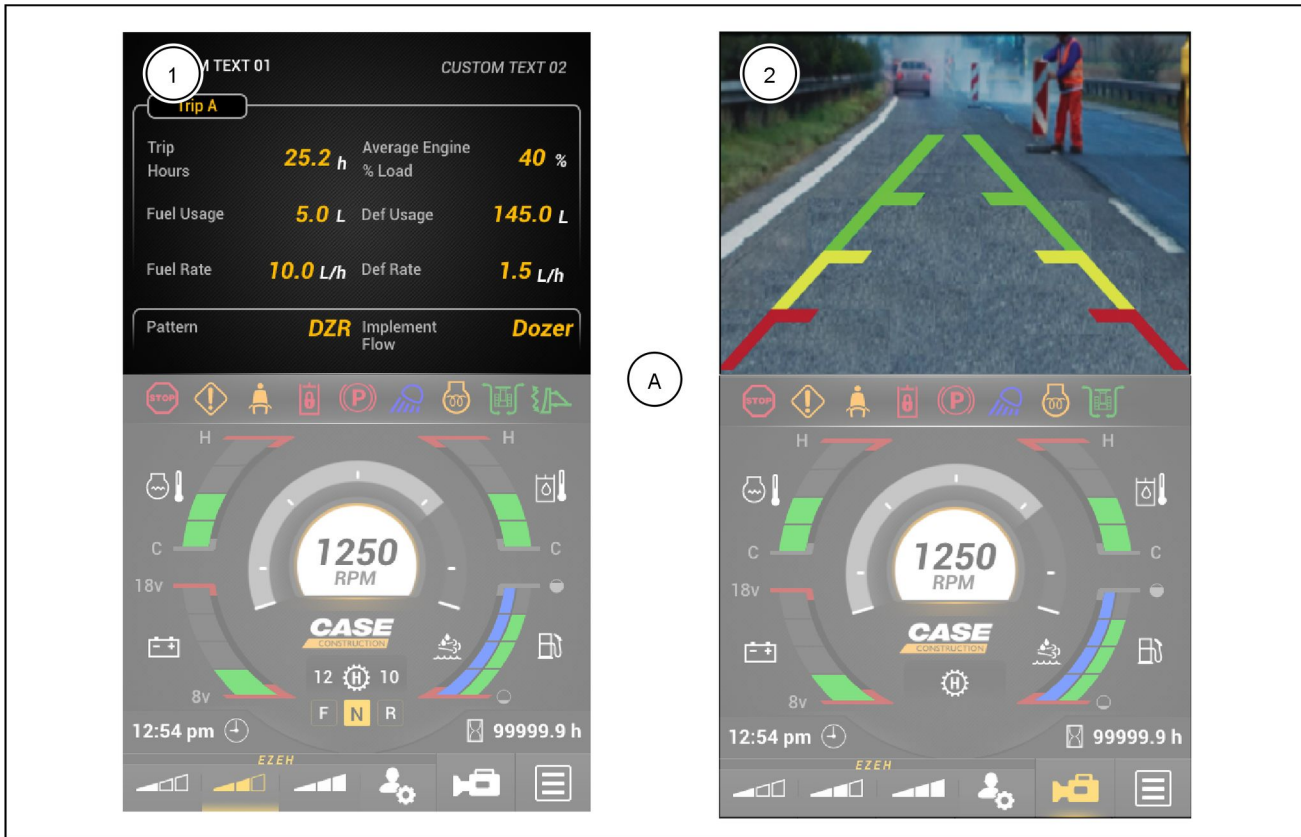 1
M TEXT 01
CUSTOM TEXT 02
Trip A
Trip Hours
25.2 h
Average Engine % Load
40 %
Fuel Usage
5.0 L
Def Usage
145.0 L
Fuel Rate
10.0 L/h
Def Rate
1.5 L/h
Pattern
DZR
Implement Flow
Dozer
STOP
P
H
H
C
C
18v
8v
1250
RPM
CASE
CONSTRUCTION
12 H 10
F N R
12:54 pm
99999.9 h
EZEH
A
2
STOP
P
H
H
C
C
18v
8v
1250
RPM
CASE
CONSTRUCTION
H
12:54 pm
99999.9 h
EZEH